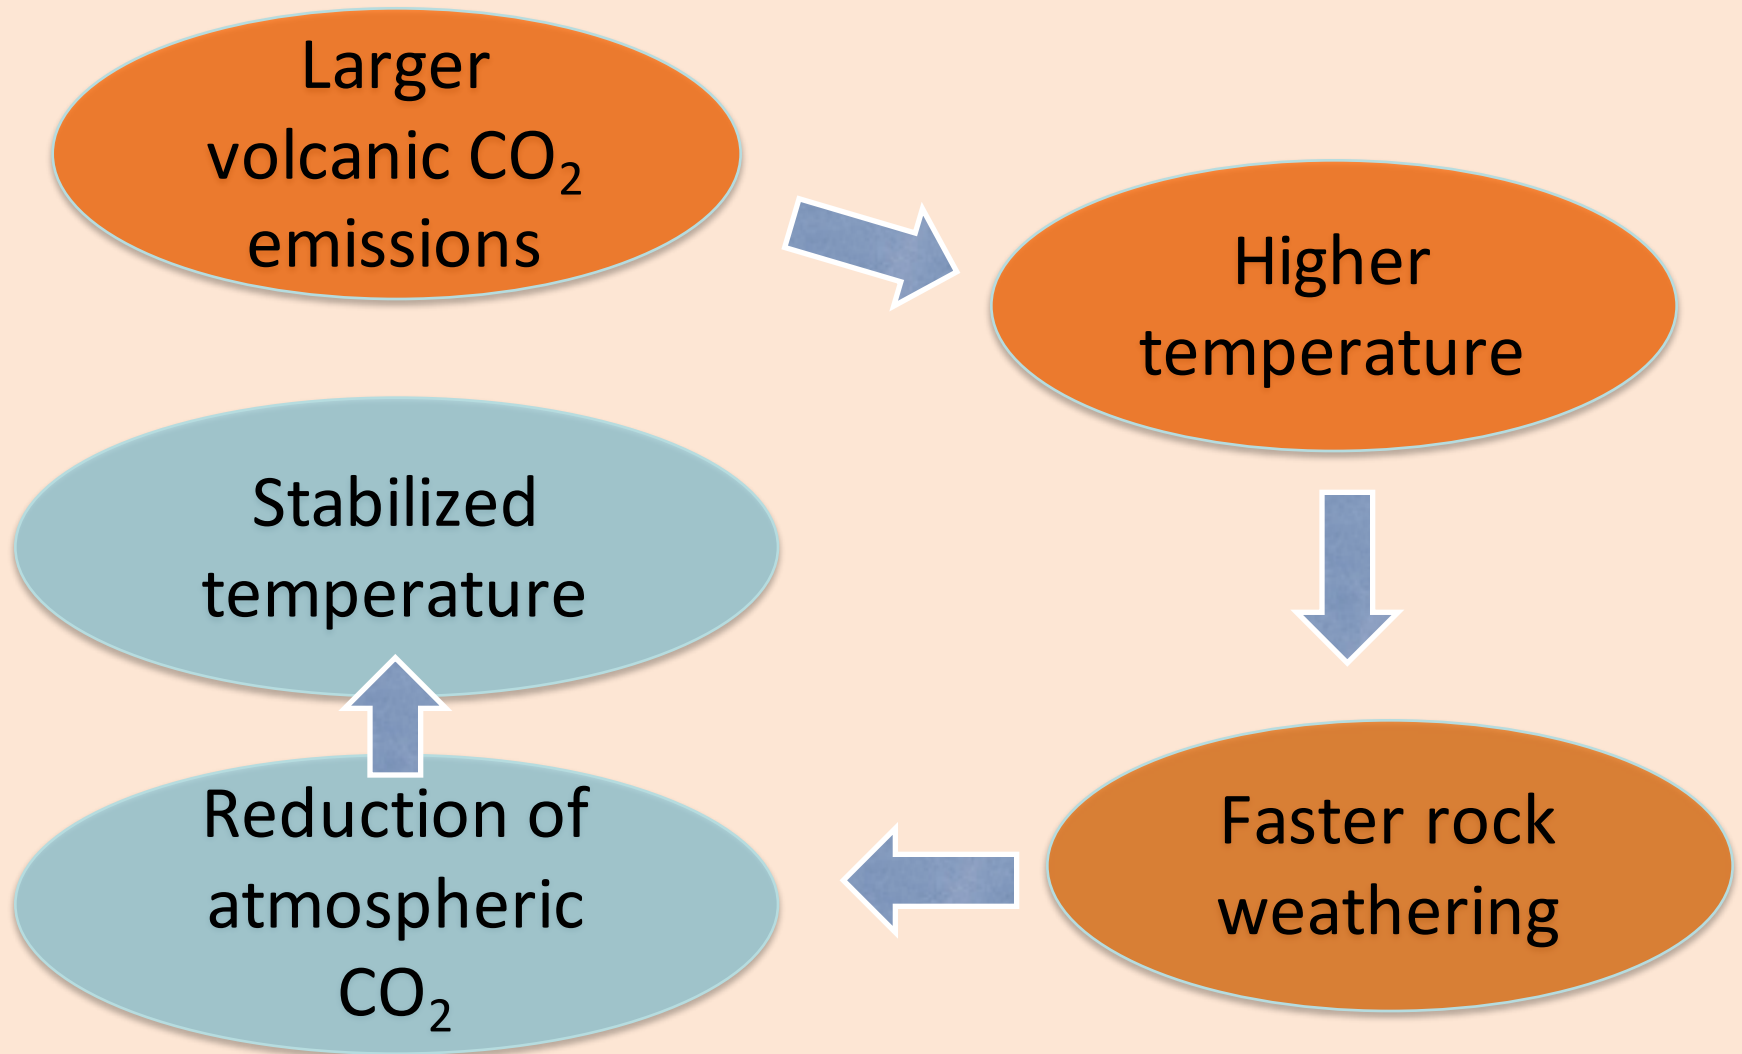 Larger
volcanic CO₂
emissions
Higher
temperature
Faster rock
weathering
Reduction of
atmospheric
CO₂
Stabilized
temperature